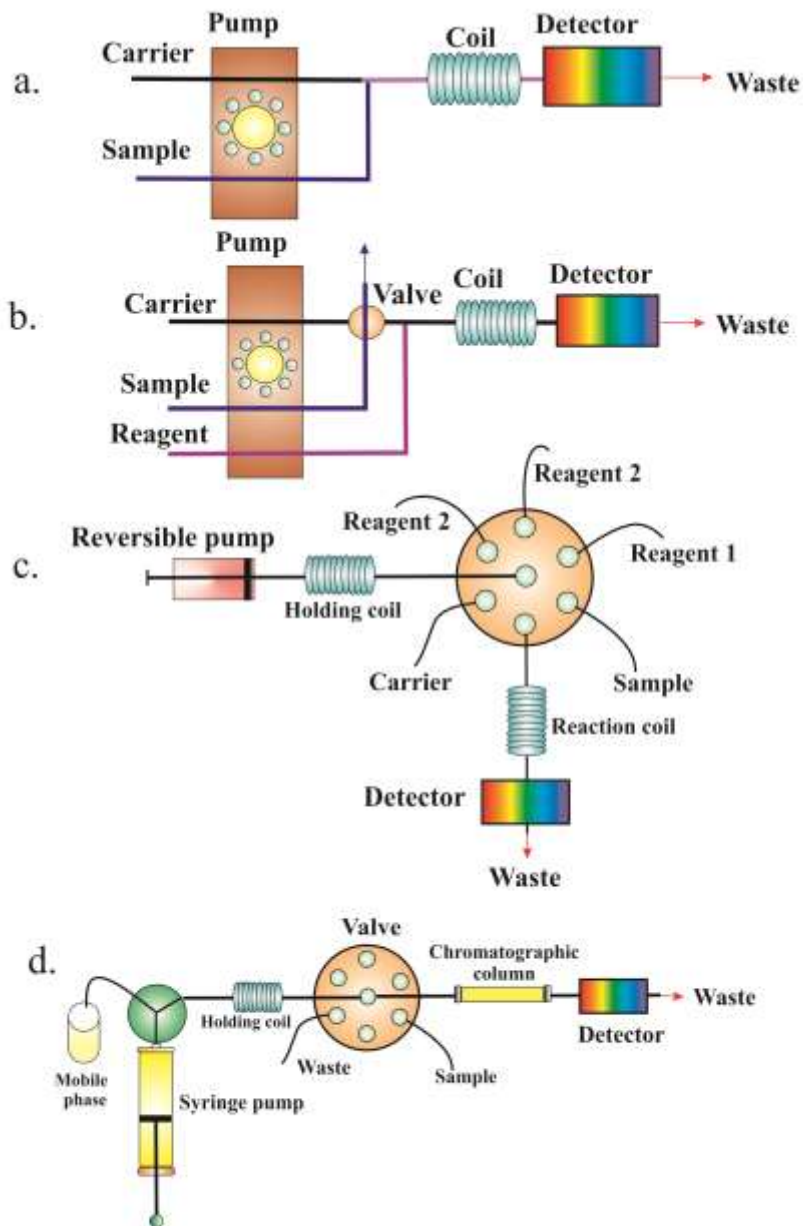 Pump
Coil
Detector
Carrier
a.
Waste
Sample
Pump
Coil
Detector
Carrier
Valve
b.
Waste
Sample
Reagent
Reagent 2
Reagent 2
Reversible pump
Reagent 1
c.
Holding coil
Carrier
Sample
Reaction coil
Detector
Waste
Valve
d.
Chromatographic
column
Waste
Holding coil
Detector
Waste
Sample
Mobile
phase
Syringe pump